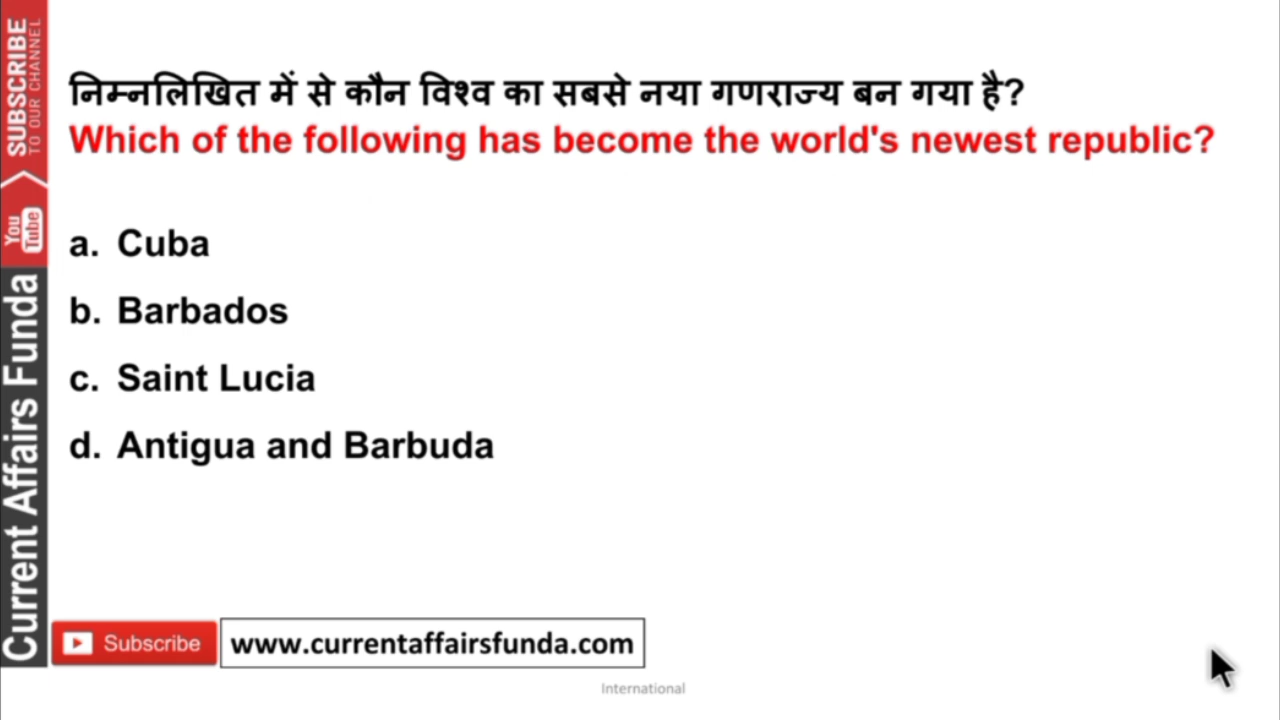 निम्नलिखित में से कौन विश्व का सबसे नया गणराज्य बन गया है?
Which of the following has become the world's newest republic?
a. Cuba
b. Barbados
c. Saint Lucia
d. Antigua and Barbuda
SUBSCRIBE
TO OUR CHANNEL
You
Tube
Current Affairs Funda
Subscribe
www.currentaffairsfunda.com
International